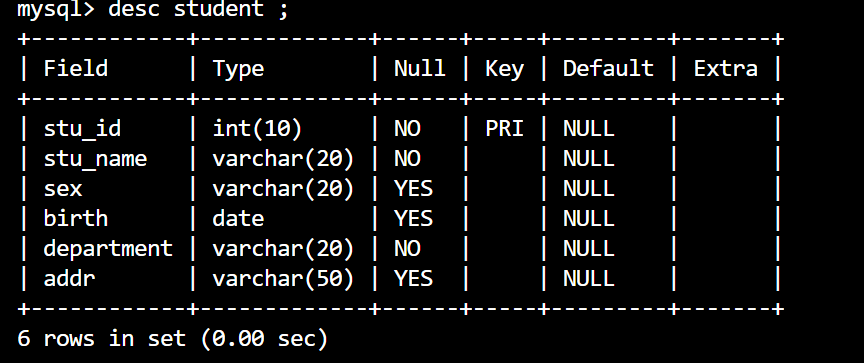 mysql> desc student ;
+------------+-------------+------+-----+---------+-------+
| Field      | Type        | Null | Key | Default | Extra |
+------------+-------------+------+-----+---------+-------+
| stu_id     | int(10)     | NO   | PRI | NULL    |       |
| stu_name   | varchar(20) | NO   |     | NULL    |       |
| sex        | varchar(20) | YES  |     | NULL    |       |
| birth      | date        | YES  |     | NULL    |       |
| department | varchar(20) | NO   |     | NULL    |       |
| addr       | varchar(50) | YES  |     | NULL    |       |
+------------+-------------+------+-----+---------+-------+
6 rows in set (0.00 sec)